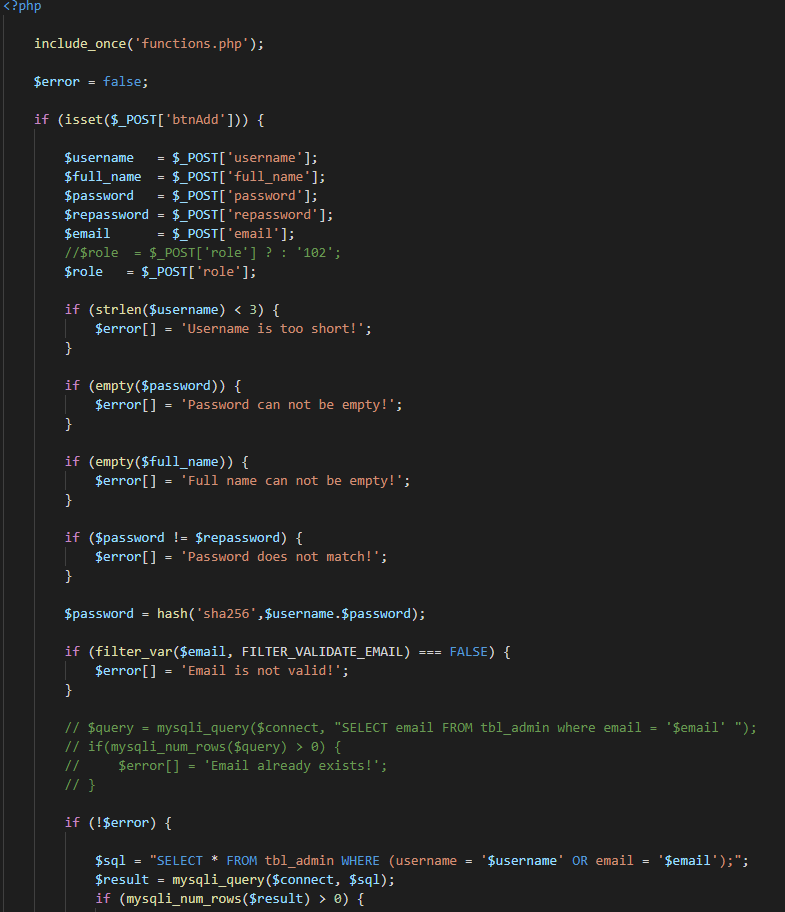 <?php
include_once('functions.php');
$error = false;
if (isset($_POST['btnAdd'])) {
$username   = $_POST['username'];
$full_name  = $_POST['full_name'];
$password   = $_POST['password'];
$repassword = $_POST['repassword'];
$email      = $_POST['email'];
//$role  = $_POST['role'] ? : '102';
$role   = $_POST['role'];
if (strlen($username) < 3) {
$error[] = 'Username is too short!';
}
if (empty($password)) {
$error[] = 'Password can not be empty!';
}
if (empty($full_name)) {
$error[] = 'Full name can not be empty!';
}
if ($password != $repassword) {
$error[] = 'Password does not match!';
}
$password = hash('sha256',$username.$password);
if (filter_var($email, FILTER_VALIDATE_EMAIL) === FALSE) {
$error[] = 'Email is not valid!';
}
// $query = mysqli_query($connect, "SELECT email FROM tbl_admin where email = '$email' ");
// if(mysqli_num_rows($query) > 0) {
//     $error[] = 'Email already exists!';
// }
if (!$error) {
$sql = "SELECT * FROM tbl_admin WHERE (username = '$username' OR email = '$email');";
$result = mysqli_query($connect, $sql);
if (mysqli_num_rows($result) > 0) {